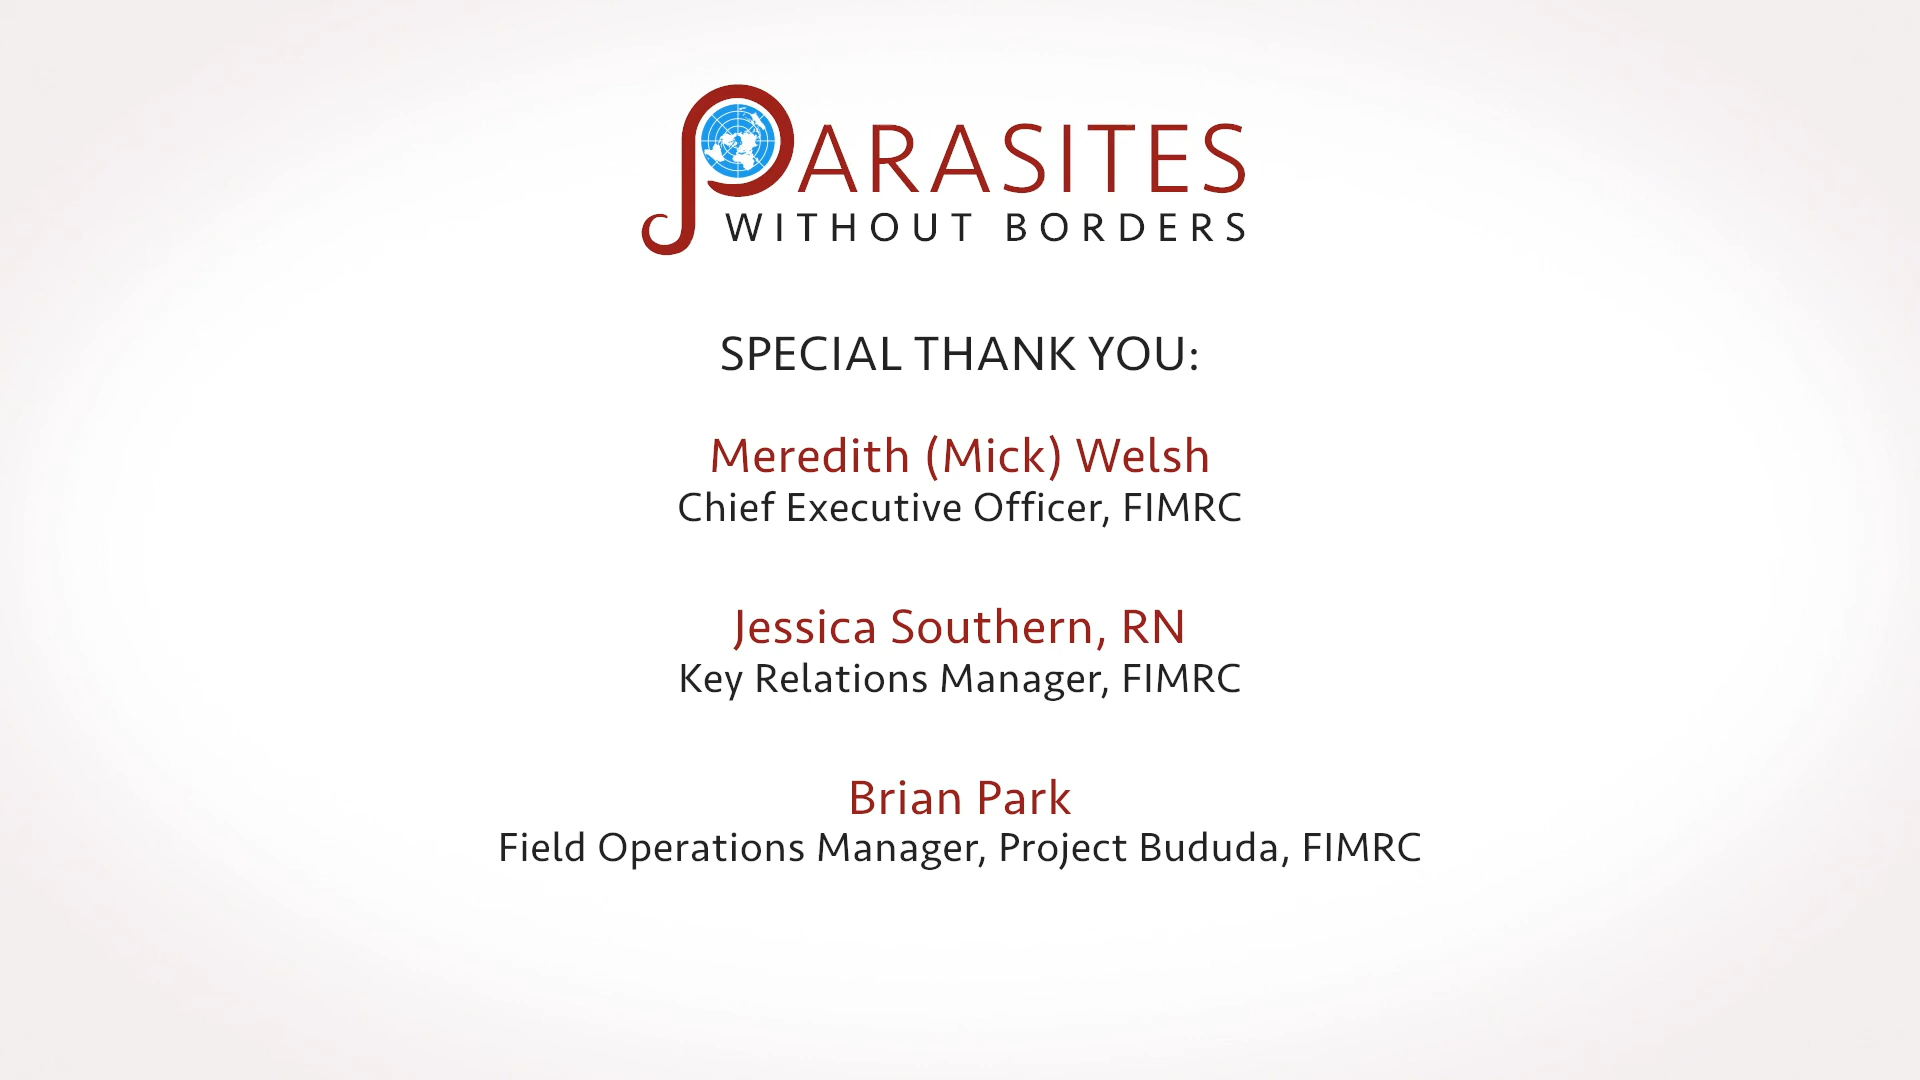 PARASITES
WITHOUT BORDERS
SPECIAL THANK YOU:
Meredith (Mick) Welsh
Chief Executive Officer, FIMRC
Jessica Southern, RN
Key Relations Manager, FIMRC
Brian Park
Field Operations Manager, Project Bududa, FIMRC